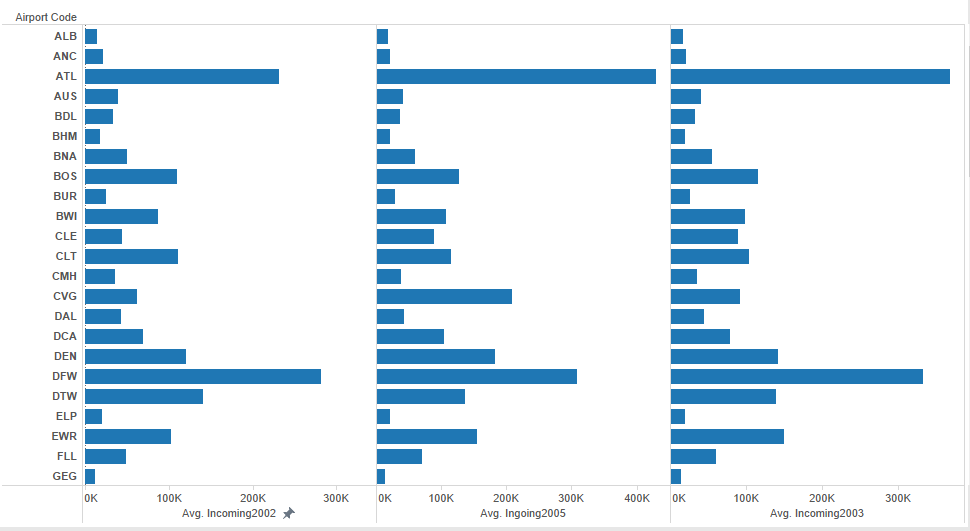 Airport Code
ALB
ANC
ATL
AUS
BDL
BHM
BNA
BOS
BUR
BWI
CLE
CLT
CMH
CVG
DAL
DCA
DEN
DFW
DTW
ELP
EWR
FLL
GEG
0K 100K 200K 300K 0K 100K 200K 300K 400K 0K 100K 200K 300K
Avg. Incoming2002 Avg. Ingoing2005 Avg. Incoming2003